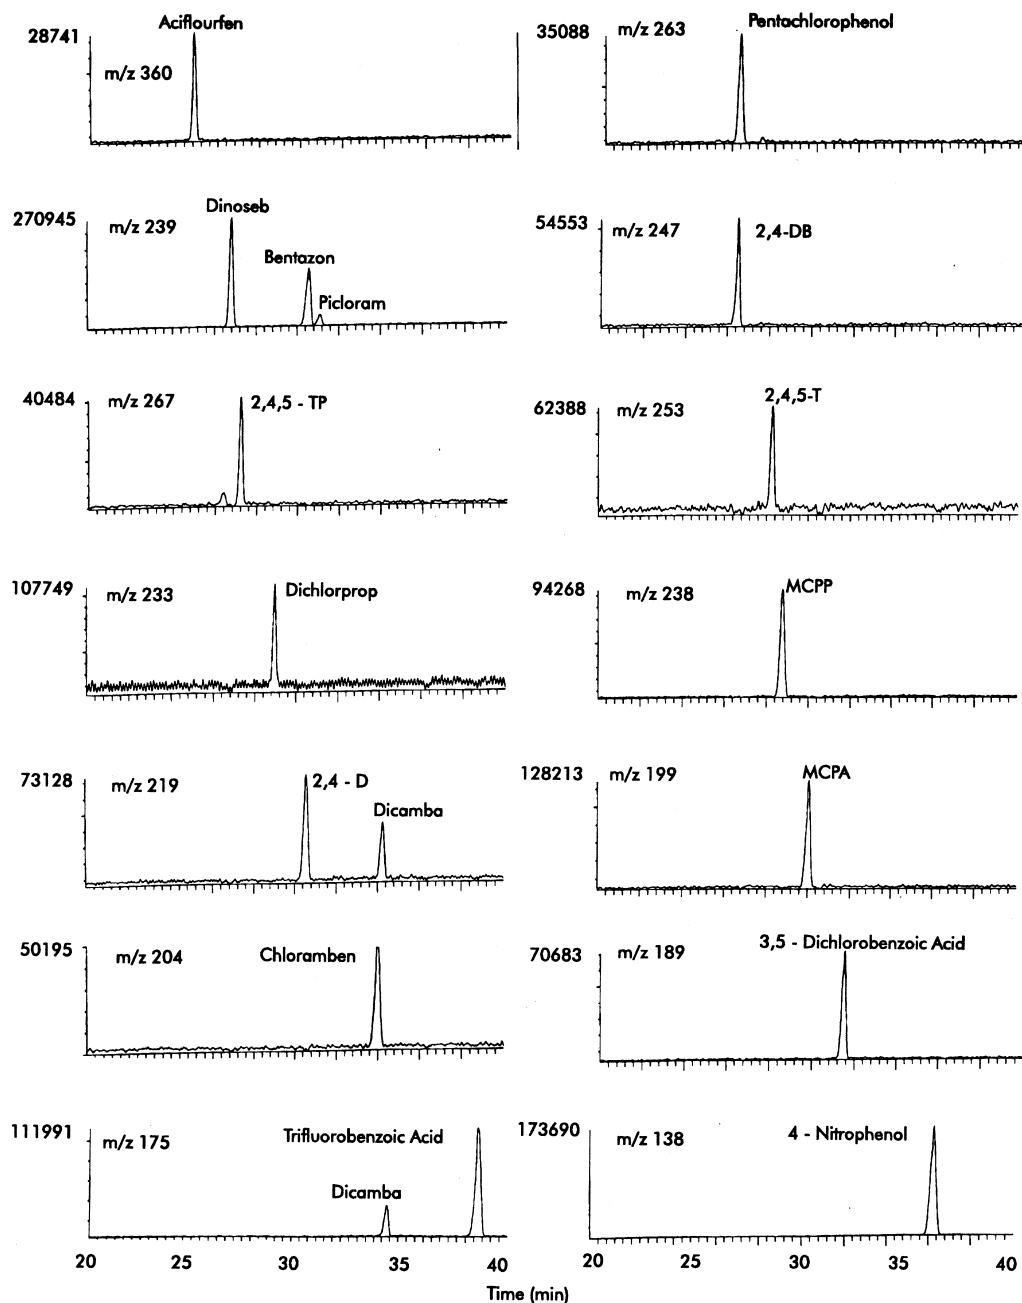 Aciflourfen
28741
m/z 360
Pentachlorophenol
35088
m/z 263
Dinoseb
270945
m/z 239
Bentazon
Picloram
54553
m/z 247
2,4-DB
40484
m/z 267
2,4,5 - TP
2,4,5-T
62388
m/z 253
107749
m/z 233
Dichlorprop
94268
m/z 238
MCPP
73128
m/z 219
2,4 - D
Dicamba
128213
m/z 199
MCPA
50195
m/z 204
Chloramben
3,5 - Dichlorobenzoic Acid
70683
m/z 189
111991
m/z 175
Trifluorobenzoic Acid
Dicamba
173690
m/z 138
4 - Nitrophenol
20 25 30 35 40
20 25 30 35 40
Time (min)